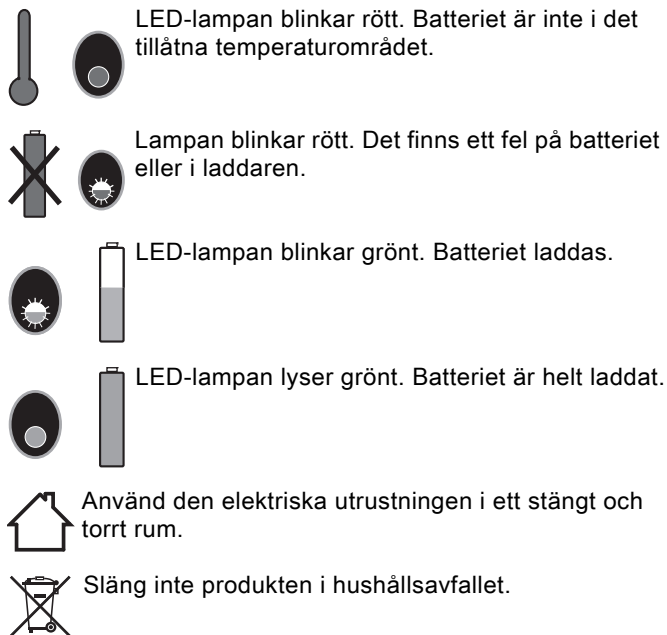 LED-lampan blinkar rött. Batteriet är inte i det
tillåtna temperaturområdet.
Lampan blinkar rött. Det finns ett fel på batteriet
eller i laddaren.
LED-lampan blinkar grönt. Batteriet laddas.
LED-lampan lyser grönt. Batteriet är helt laddat.
Använd den elektriska utrustningen i ett stängt och
torrt rum.
Släng inte produkten i hushållsavfallet.